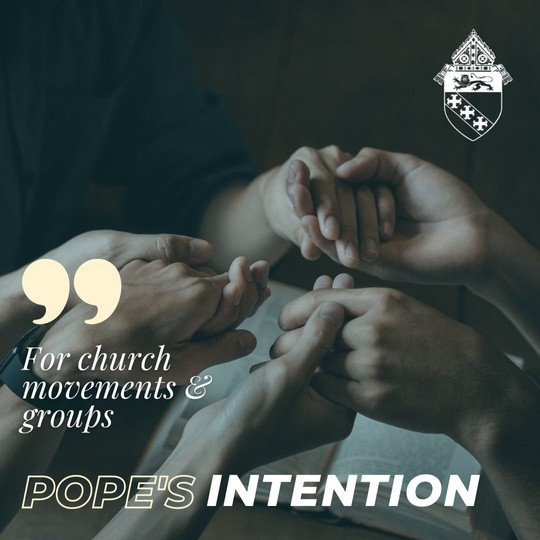 For church
movements &
groups
POPE'S INTENTION